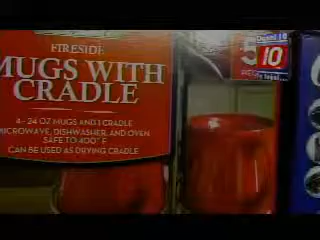 FIRESIDE
MUGS WITH
CRADLE
4 - 24 OZ MUGS AND 1 CRADLE
MICROWAVE, DISHWASHER, AND OVEN
SAFE TO 400° F
CAN BE USED AS DRYING CRADLE
5
10